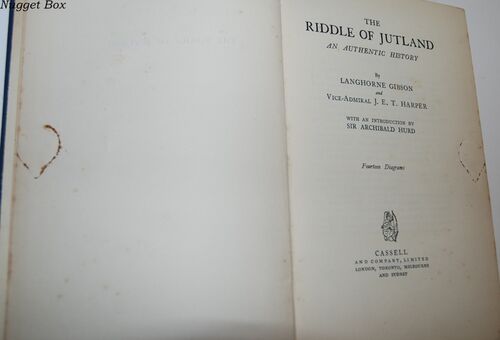 Nugget Box
THE
RIDDLE OF JUTLAND
AN AUTHENTIC HISTORY
By
LANGHORNE GIBSON
and
VICE-ADMIRAL J. E. T. HARPER
WITH AN INTRODUCTION BY
SIR ARCHIBALD HURD
Fourteen Diagrams
CASSELL
AND COMPANY, LIMITED
LONDON, TORONTO, MELBOURNE
AND SYDNEY